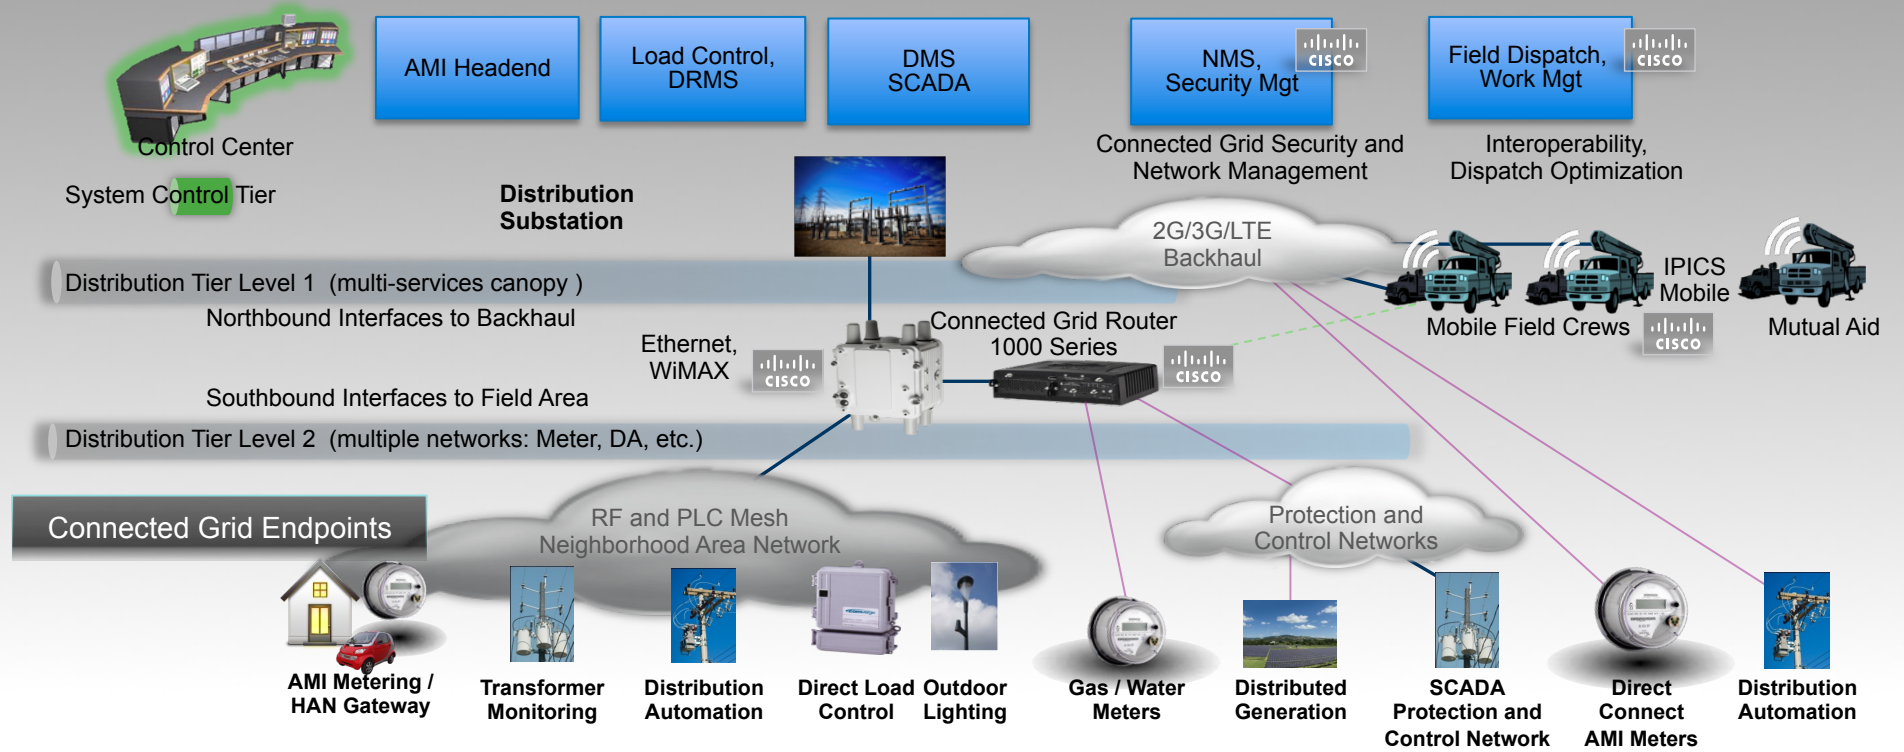 AMI Headend
Load Control,
DRMS
DMS
SCADA
NMS,
Security Mgt
CISCO
Field Dispatch,
Work Mgt
CISCO
Control Center
Connected Grid Security and
Network Management
Interoperability,
Dispatch Optimization
System Control Tier
Distribution
Substation
2G/3G/LTE
Backhaul
Distribution Tier Level 1 (multi-services canopy )
IPICS
Mobile
Northbound Interfaces to Backhaul
Mobile Field Crews
CISCO
Mutual Aid
Ethernet,
WiMAX
CISCO
Connected Grid Router
1000 Series
CISCO
Southbound Interfaces to Field Area
Distribution Tier Level 2 (multiple networks: Meter, DA, etc.)
Connected Grid Endpoints
RF and PLC Mesh
Neighborhood Area Network
Protection and
Control Networks
AMI Metering /
HAN Gateway
Transformer
Monitoring
Distribution
Automation
Direct Load
Control
Outdoor
Lighting
Gas / Water
Meters
Distributed
Generation
SCADA
Protection and
Control Network
Direct
Connect
AMI Meters
Distribution
Automation